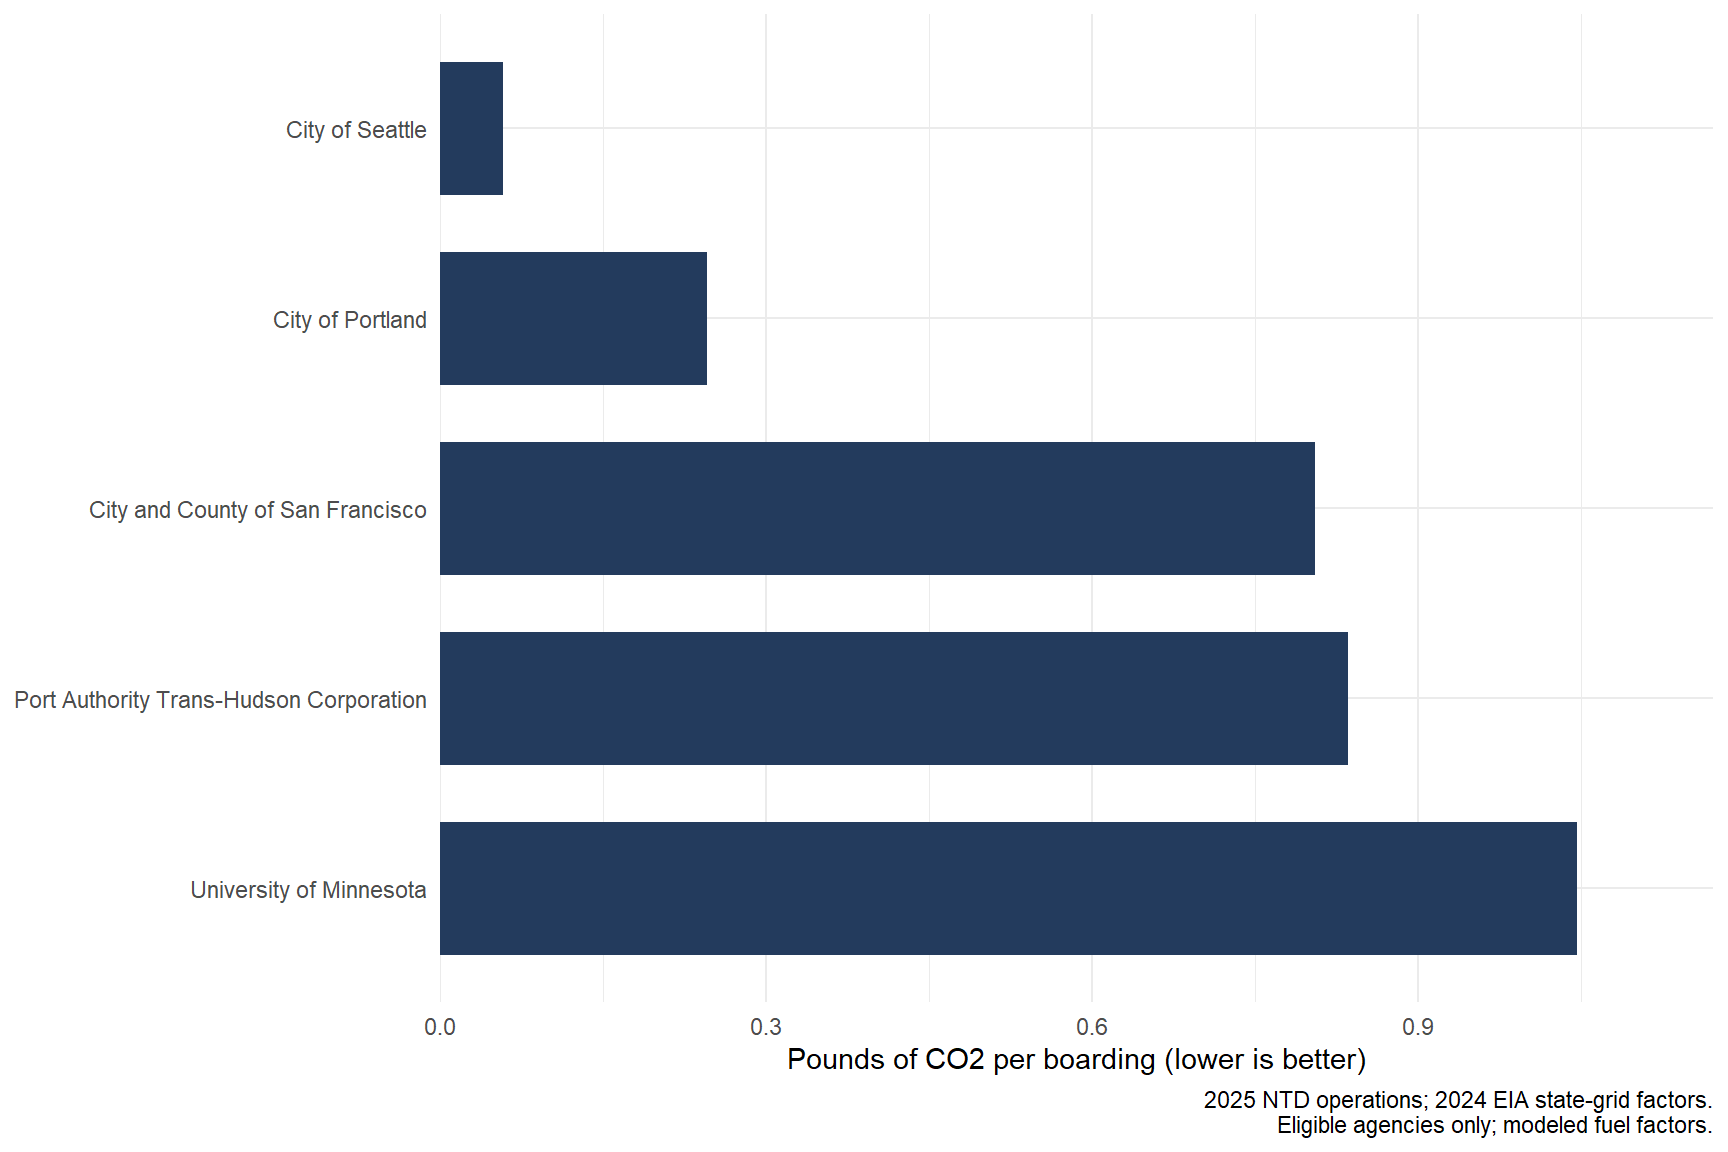 City of Seattle
City of Portland
City and County of San Francisco
Port Authority Trans-Hudson Corporation
University of Minnesota
0.0 0.3 0.6 0.9
Pounds of CO2 per boarding (lower is better)
2025 NTD operations; 2024 EIA state-grid factors.
Eligible agencies only; modeled fuel factors.